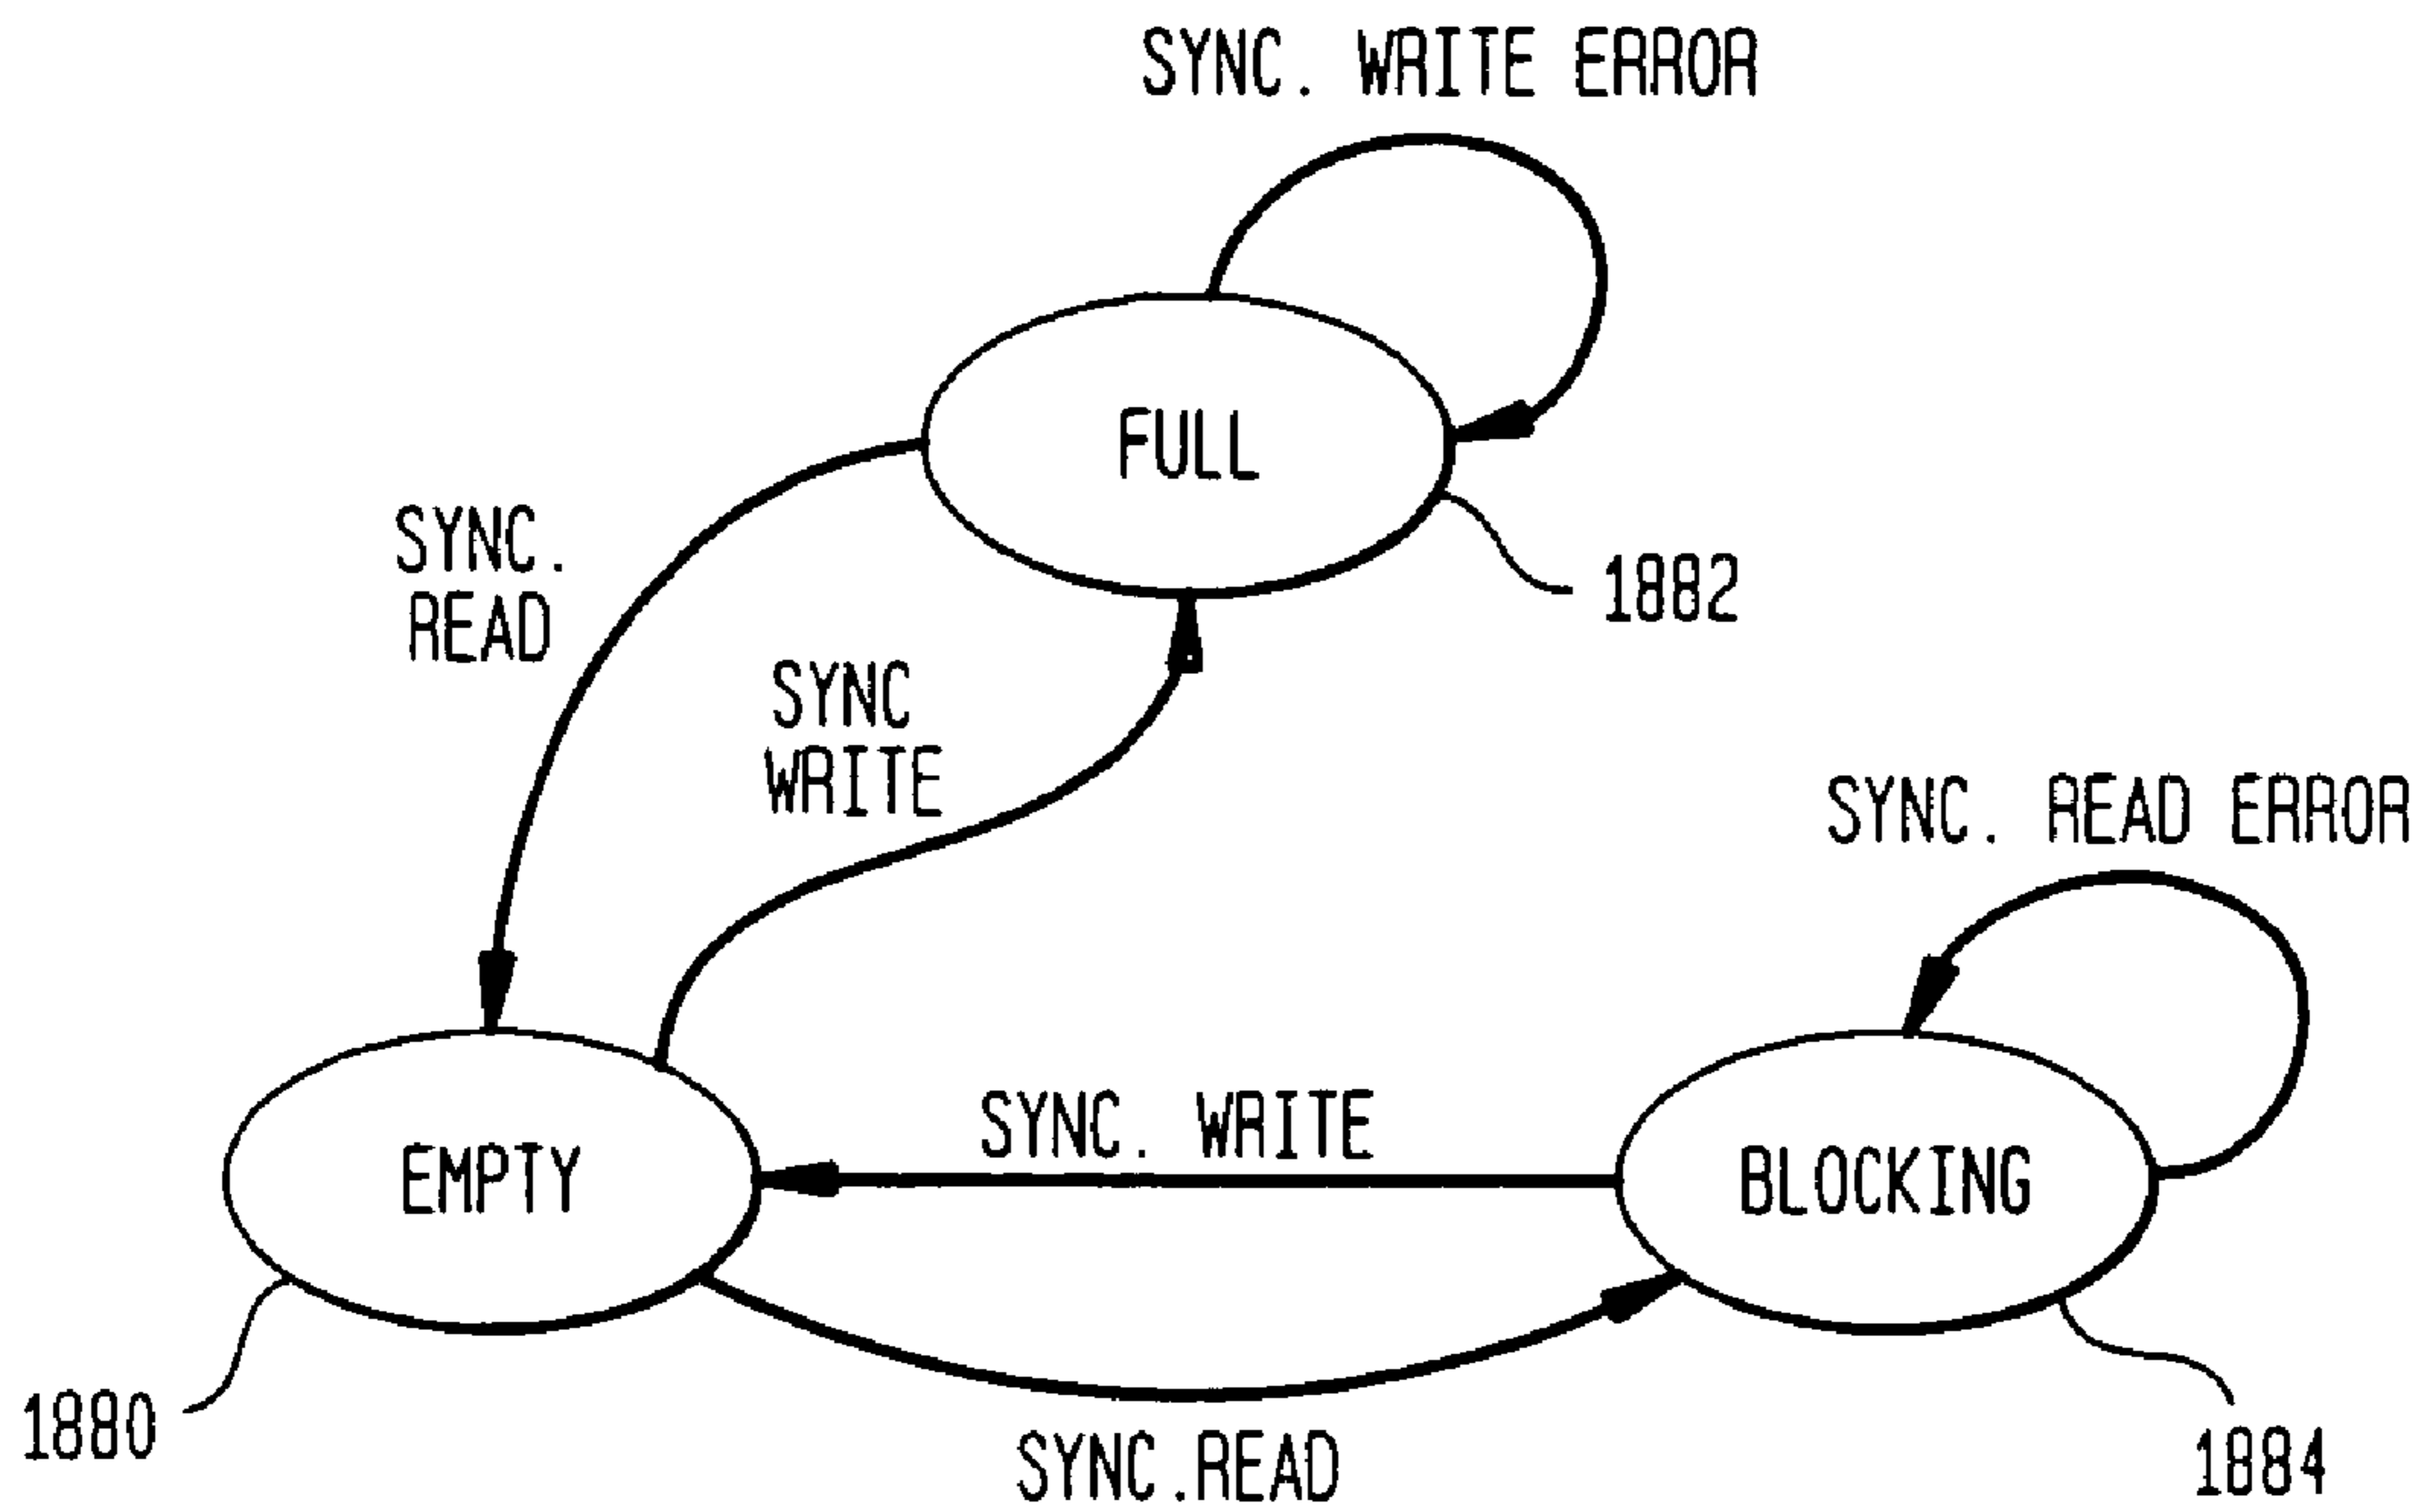 SYNC. WRITE ERROR
FULL
SYNC.
READ
1882
SYNC
WRITE
SYNC. READ ERROR
SYNC. WRITE
EMPTY
BLOCKING
1880
SYNC.READ
1884